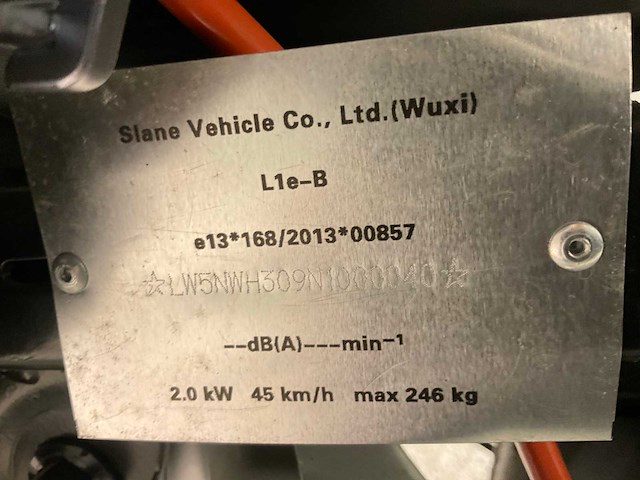 Slane Vehicle Co., Ltd.(Wuxi)
L1e-B
e13*168/2013*00857
☆LW5NWH309N1000040☆
--dB(A)---min-1
2.0 kW 45 km/h max 246 kg